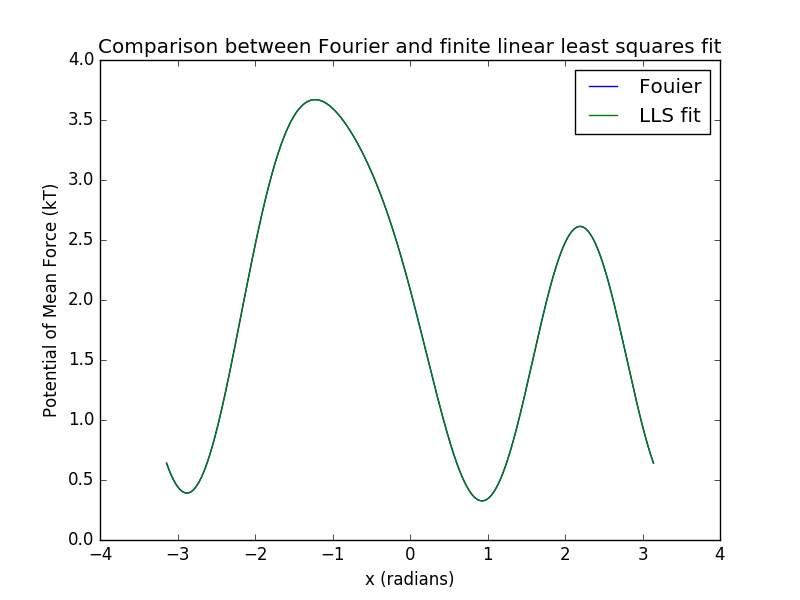 Comparison between Fourier and finite linear least squares fit
Fouier
LLS fit
Potential of Mean Force (kT)
4.0
3.5
3.0
2.5
2.0
1.5
1.0
0.5
0.0
−4 −3 −2 −1 0 1 2 3 4
x (radians)